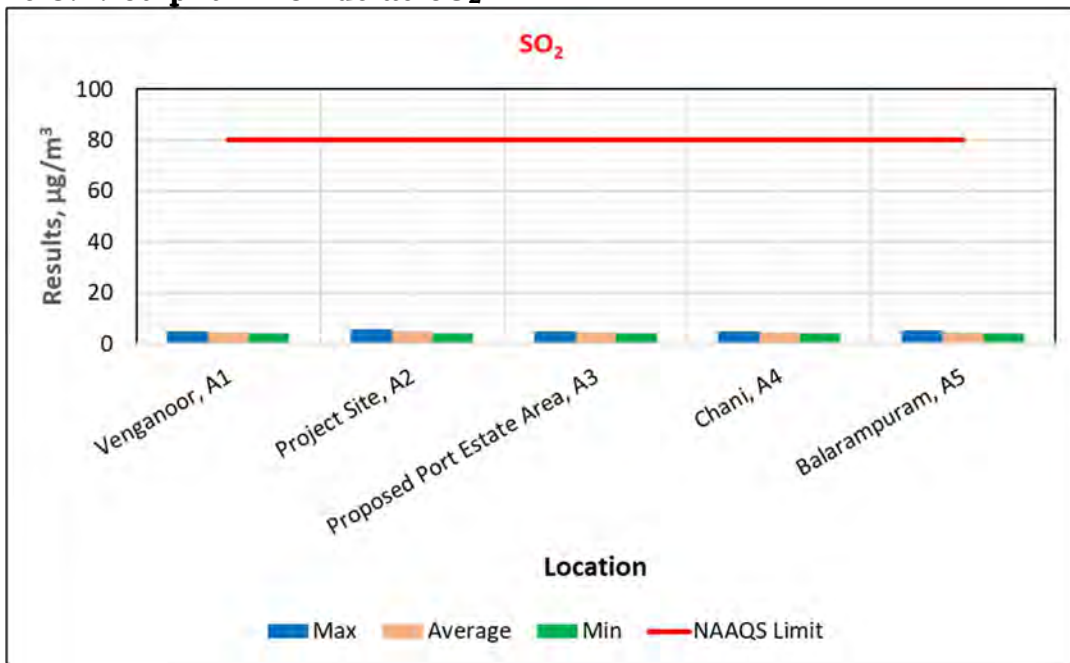 SO₂
Results, µg/m³
100
80
60
40
20
0
Venganoor, A1
Project Site, A2
Proposed Port Estate Area, A3
Chani, A4
Balarampuram, A5
Location
Max Average Min NAAQS Limit